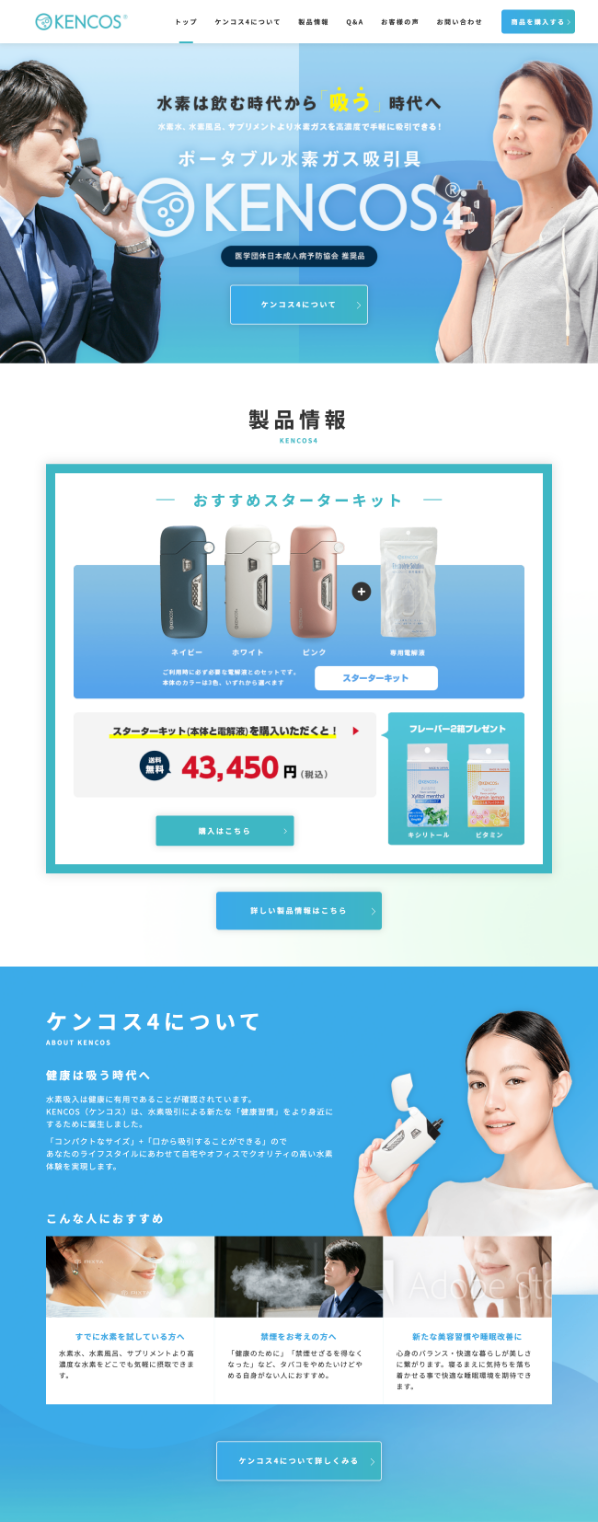 KENCOS®
トップ
ケンコス4について
製品情報
Q&A
お客様の声
お問い合わせ
商品を購入する
水素は飲む時代から「吸う」時代へ
水素水、水素風呂、サプリメントより水素ガスを高濃度で手軽に吸引できる!
ポータブル水素ガス吸引具
KENCOS4®
医学団体日本成人病予防協会 推奨品
ケンコス4について
製品情報
KENCOS4
おすすめスターターキット
KENCOS4
ネイビー
ホワイト
ピンク
専用電解液
ご利用時に必ず必要な電解液とのセットです。
本体のカラーは3色、いずれから選べます
スターターキット
スターターキット(本体と電解液)を購入いただくと!
送料
無料
43,450円(税込)
購入はこちら
フレーバー2箱プレゼント
KENCOS
Xylitol menthol
KENCOS
キシリトール
ビタミン
詳しい製品情報はこちら
ケンコス4について
ABOUT KENCOS
健康は吸う時代へ
水素吸入は健康に有用であることが確認されています。
KENCOS(ケンコス)は、水素吸引による新たな「健康習慣」をより身近に
するために誕生しました。
「コンパクトなサイズ」+「口から吸引することができる」ので
あなたのライフスタイルにあわせて自宅やオフィスでクオリティの高い水素
体験を実現します。
こんな人におすすめ
Adobe Sto
すでに水素を試している方へ
水素水、水素風呂、サプリメントより高
濃度な水素をどこでも気軽に摂取できま
す。
禁煙をお考えの方へ
「健康のために」「禁煙せざるを得なく
なった」など、タバコをやめたいけどや
める自身がない人におすすめ。
新たな美容習慣や睡眠改善に
心身のバランス・快適な暮らしが美しさ
に繋がります。寝るまえに気持ちを落ち
着かせる事で快適な睡眠環境を期待でき
ます。
ケンコス4について詳しくみる